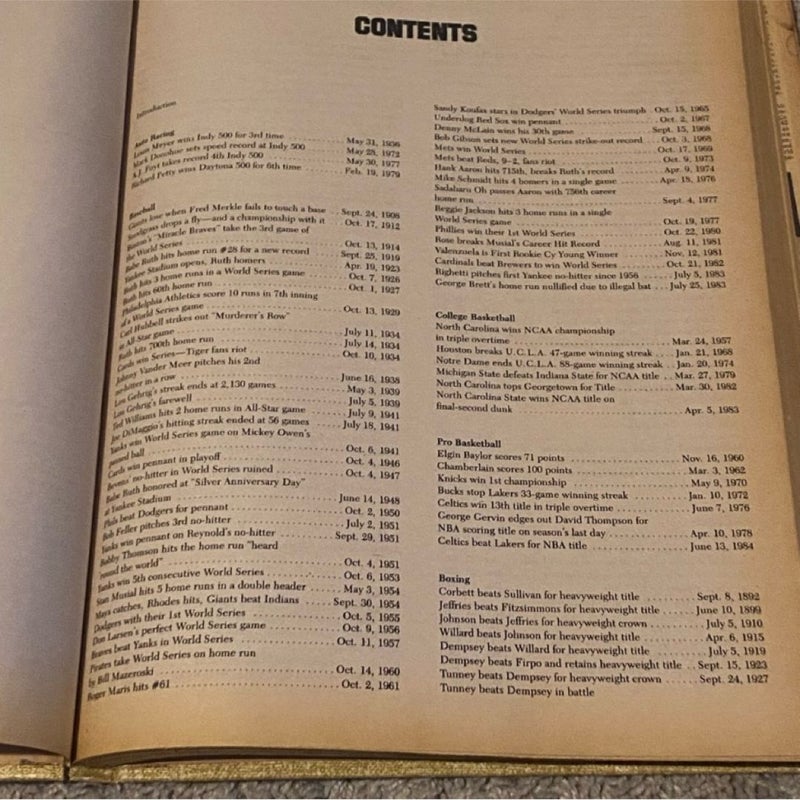 CONTENTS
Introduction
Auto Racing
Louis Meyer wins Indy 500 for 3rd time ........ May 31, 1936
Mark Donohue sets speed record at Indy 500 ........ May 28, 1972
A.J. Foyt takes record 4th Indy 500 ........ May 30, 1977
Richard Petty wins Daytona 500 for 6th time ........ Feb. 19, 1979
Baseball
Giants lose when Fred Merkle fails to touch a base .. Sept. 24, 1908
Snodgrass drops a fly—and a championship with it .. Oct. 17, 1912
Boston's "Miracle Braves" take the 3rd game of
the World Series ........ Oct. 13, 1914
Babe Ruth hits home run #28 for a new record ...... Sept. 25, 1919
Yankee Stadium opens, Ruth homers ........ Apr. 19, 1923
Ruth hits 3 home runs in a World Series game ........ Oct. 7, 1926
Ruth hits 60th home run ........ Oct. 1, 1927
Philadelphia Athletics score 10 runs in 7th inning
of a World Series game ........ Oct. 13, 1929
Carl Hubbell strikes out "Murderer's Row"
at All-Star game ........ July 11, 1934
Ruth hits 700th home run ........ July 14, 1934
Cards win Series—Tiger fans riot ........ Oct. 10, 1934
Johnny Vander Meer pitches his 2nd
no-hitter in a row ........ June 16, 1938
Lou Gehrig's streak ends at 2,130 games ........ May 3, 1939
Lou Gehrig's farewell ........ July 5, 1939
Ted Williams hits 2 home runs in All-Star game ...... July 9, 1941
Joe DiMaggio's hitting streak ended at 56 games ...... July 18, 1941
Yanks win World Series game on Mickey Owen's
passed ball ........ Oct. 6, 1941
Cards win pennant in playoff ........ Oct. 4, 1946
Bevens' no-hitter in World Series ruined ........ Oct. 4, 1947
Babe Ruth honored at "Silver Anniversary Day"
at Yankee Stadium ........ June 14, 1948
Phils beat Dodgers for pennant ........ Oct. 2, 1950
Bob Feller pitches 3rd no-hitter ........ July 2, 1951
Yanks win pennant on Reynold's no-hitter ........ Sept. 29, 1951
Bobby Thomson hits the home run "heard
'round the world" ........ Oct. 4, 1951
Yanks win 5th consecutive World Series ........ Oct. 6, 1953
Stan Musial hits 5 home runs in a double header ...... May 3, 1954
Mays catches, Rhodes hits, Giants beat Indians ..... Sept. 30, 1954
Dodgers with their 1st World Series ........ Oct. 5, 1955
Don Larsen's perfect World Series game ........ Oct. 9, 1956
Braves beat Yanks in World Series ........ Oct. 11, 1957
Pirates take World Series on home run
by Bill Mazeroski ........ Oct. 14, 1960
Roger Maris hits #61 ........ Oct. 2, 1961
Sandy Koufax stars in Dodgers' World Series triumph . Oct. 15, 1965
Underdog Red Sox win pennant ........ Oct. 2, 1967
Denny McLain wins his 30th game ........ Sept. 15, 1968
Bob Gibson sets new World Series strike-out record .. Oct. 3, 1968
Mets win World Series ........ Oct. 17, 1969
Mets beat Reds, 9–2, fans riot ........ Oct. 9, 1973
Hank Aaron hits 715th, breaks Ruth's record ........ Apr. 9, 1974
Mike Schmidt hits 4 homers in a single game ........ Apr. 18, 1976
Sadaharu Oh passes Aaron with 756th career
home run ........ Sept. 4, 1977
Reggie Jackson hits 3 home runs in a single
World Series game ........ Oct. 19, 1977
Phillies win their 1st World Series ........ Oct. 22, 1980
Rose breaks Musial's Career Hit Record ........ Aug. 11, 1981
Valenzuela is First Rookie Cy Young Winner ........ Nov. 12, 1981
Cardinals beat Brewers to win World Series ........ Oct. 21, 1982
Righetti pitches first Yankee no-hitter since 1956 ..... July 5, 1983
George Brett's home run nullified due to illegal bat ... July 25, 1983
College Basketball
North Carolina wins NCAA championship
in triple overtime ........ Mar. 24, 1957
Houston breaks U.C.L.A. 47-game winning streak .... Jan. 21, 1968
Notre Dame ends U.C.L.A. 88-game winning streak .. Jan. 20, 1974
Michigan State defeats Indiana State for NCAA title .. Mar. 27, 1979
North Carolina tops Georgetown for Title ........ Mar. 30, 1982
North Carolina State wins NCAA title on
final-second dunk ........ Apr. 5, 1983
Pro Basketball
Elgin Baylor scores 71 points ........ Nov. 16, 1960
Chamberlain scores 100 points ........ Mar. 3, 1962
Knicks win 1st championship ........ May 9, 1970
Bucks stop Lakers 33-game winning streak ........ Jan. 10, 1972
Celtics win 13th title in triple overtime ........ June 7, 1976
George Gervin edges out David Thompson for
NBA scoring title on season's last day ........ Apr. 10, 1978
Celtics beat Lakers for NBA title ........ June 13, 1984
Boxing
Corbett beats Sullivan for heavyweight title ........ Sept. 8, 1892
Jeffries beats Fitzsimmons for heavyweight title ...... June 10, 1899
Johnson beats Jeffries for heavyweight crown ........ July 5, 1910
Willard beats Johnson for heavyweight title ........ Apr. 6, 1915
Dempsey beats Willard for heavyweight title ........ July 5, 1919
Dempsey beats Firpo and retains heavyweight title .. Sept. 15, 1923
Tunney beats Dempsey for heavyweight crown ...... Sept. 24, 1927
Tunney beats Dempsey in battle